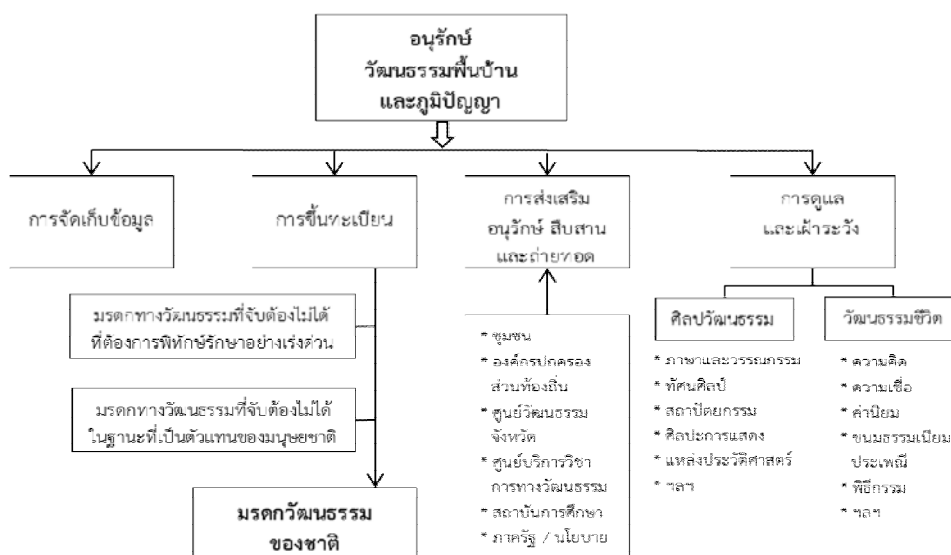 อนุรักษ์
วัฒนธรรมพื้นบ้าน
และภูมิปัญญา
การจัดเก็บข้อมูล
การขึ้นทะเบียน
การส่งเสริม
อนุรักษ์ สืบสาน
และถ่ายทอด
การดูแล
และเฝ้าระวัง
มรดกทางวัฒนธรรมที่จับต้องไม่ได้
ที่ต้องการพิทักษ์รักษาอย่างเร่งด่วน
มรดกทางวัฒนธรรมที่จับต้องไม่ได้
ในฐานะที่เป็นตัวแทนของมนุษยชาติ
มรดกวัฒนธรรม
ของชาติ
* ชุมชน
* องค์กรปกครอง
ส่วนท้องถิ่น
* ศูนย์วัฒนธรรม
จังหวัด
* ศูนย์บริการวิชา
การทางวัฒนธรรม
* สถาบันการศึกษา
* ภาครัฐ / นโยบาย
ศิลปวัฒนธรรม
* ภาษาและวรรณกรรม
* ทัศนศิลป์
* สถาปัตยกรรม
* ศิลปะการแสดง
* แหล่งประวัติศาสตร์
* ฯลฯ
วัฒนธรรมชีวิต
* ความคิด
* ความเชื่อ
* ค่านิยม
* ขนมธรรมเนียม
ประเพณี
* พิธีกรรม
* ฯลฯ